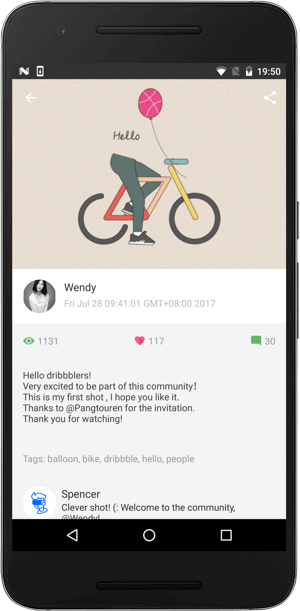 19:50
Hello
Wendy
Fri Jul 28 09:41:01 GMT+08:00 2017
1131
117
30
Hello dribbblers!
Very excited to be part of this community!
This is my first shot , I hope you like it.
Thanks to @Pangtouren for the invitation.
Thank you for watching!
Tags: balloon, bike, dribbble, hello, people
Spencer
Clever shot! (: Welcome to the community,
@Wendy!